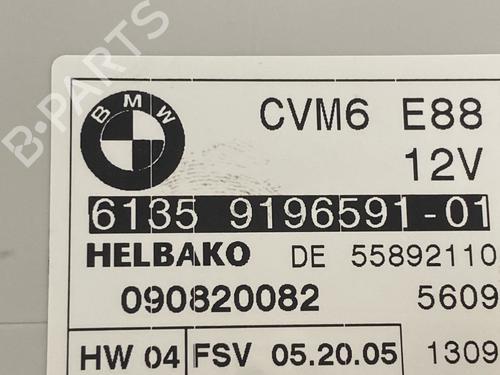 B-PARTS
BMW
CVM6 E88
12V
6135 9196591-01
HELBAKO DE 55892110
090820082 5609
HW 04 FSV 05.20.05 1309